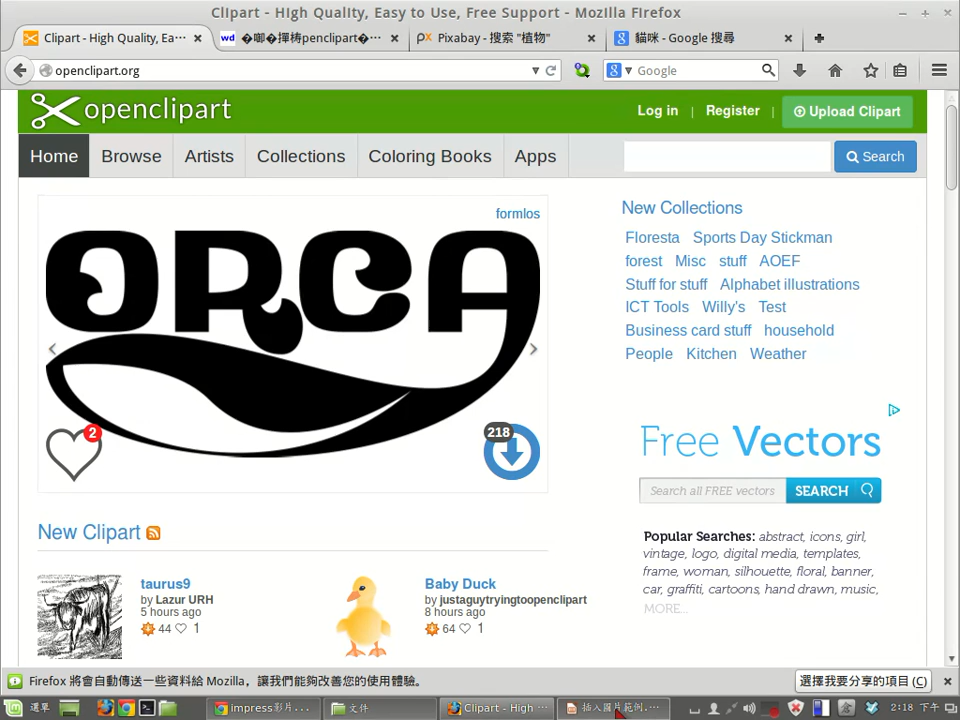 Clipart - High Quality, Easy to Use, Free Support - Mozilla Firefox
Clipart - High Quality, Ea…
penclipart
Pixabay - 搜索 "植物"
貓咪 - Google 搜尋
openclipart.org
Google
openclipart
Log in | Register | Upload Clipart
Home Browse Artists Collections Coloring Books Apps Search
formlos
ORCA
2
218
New Collections
Floresta Sports Day Stickman
forest Misc stuff AOEF
Stuff for stuff Alphabet illustrations
ICT Tools Willy's Test
Business card stuff household
People Kitchen Weather
Free Vectors
Search all FREE vectors SEARCH
Popular Searches: abstract, icons, girl,
vintage, logo, digital media, templates,
frame, woman, silhouette, floral, banner,
car, graffiti, cartoons, hand drawn, music,
MORE...
New Clipart
taurus9
by Lazur URH
5 hours ago
44 1
Baby Duck
by justaguytryingtoopenclipart
8 hours ago
64 1
Firefox 將會自動傳送一些資料給 Mozilla，讓我們能夠改善您的使用體驗。
選擇我要分享的項目 (C)
選單 impress影片… 文件 Clipart - High … 插入圖片範例.… 2:18 下午